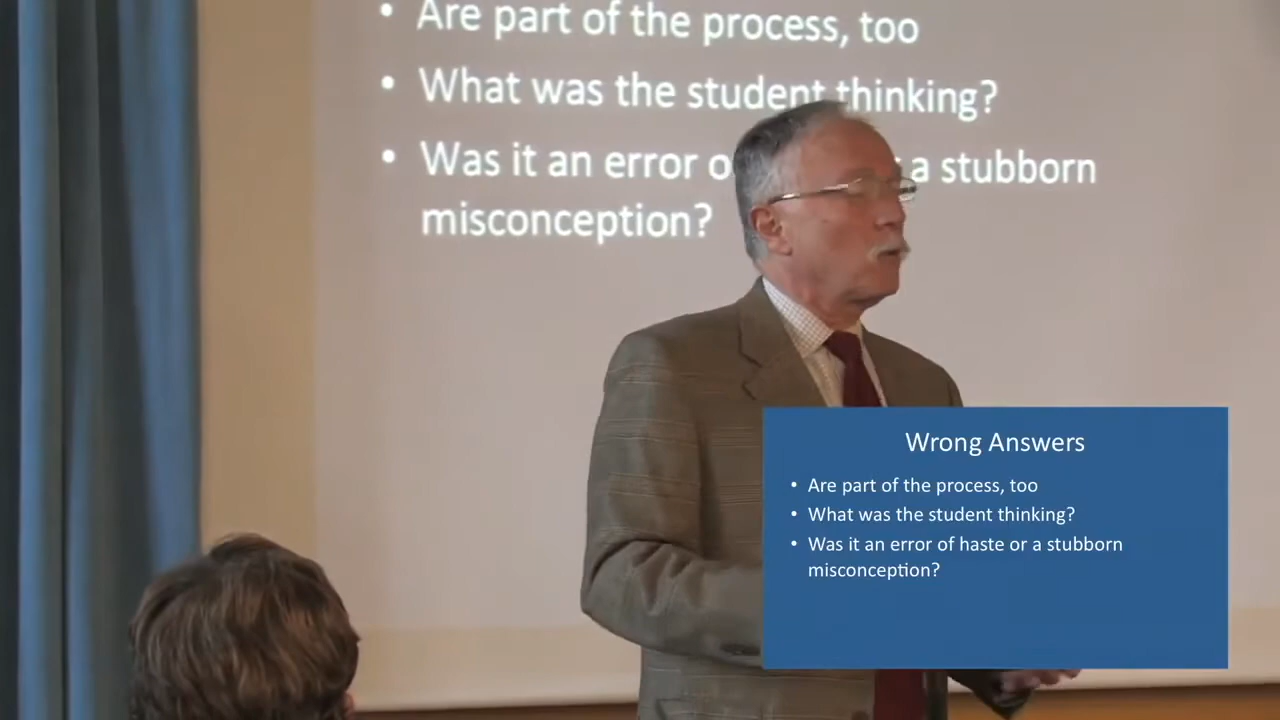 • Are part of the process, too
• What was the student thinking?
• Was it an error o a stubborn
misconception?
Wrong Answers
• Are part of the process, too
• What was the student thinking?
• Was it an error of haste or a stubborn
misconception?